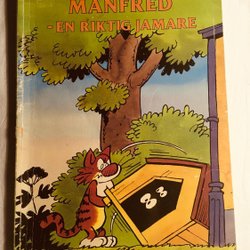 MANFRED
- EN RIKTIG JAMARE